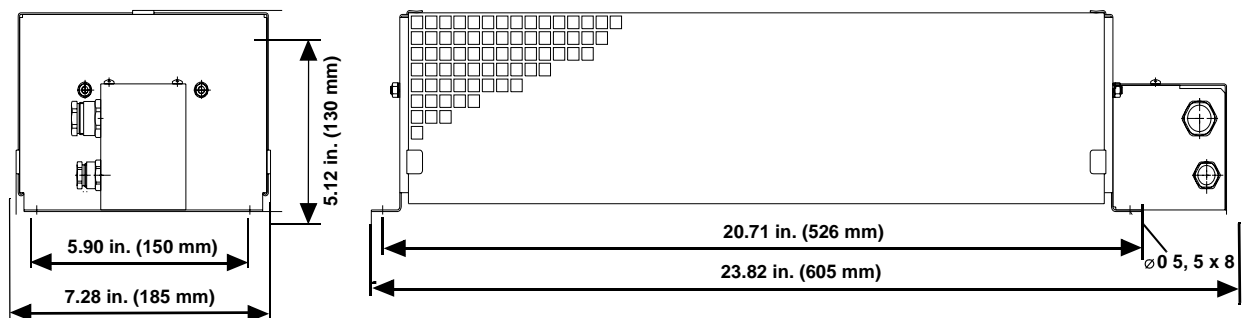 5.12 in. (130 mm)
5.90 in. (150 mm)
7.28 in. (185 mm)
20.71 in. (526 mm)
⌀0 5, 5 x 8
23.82 in. (605 mm)